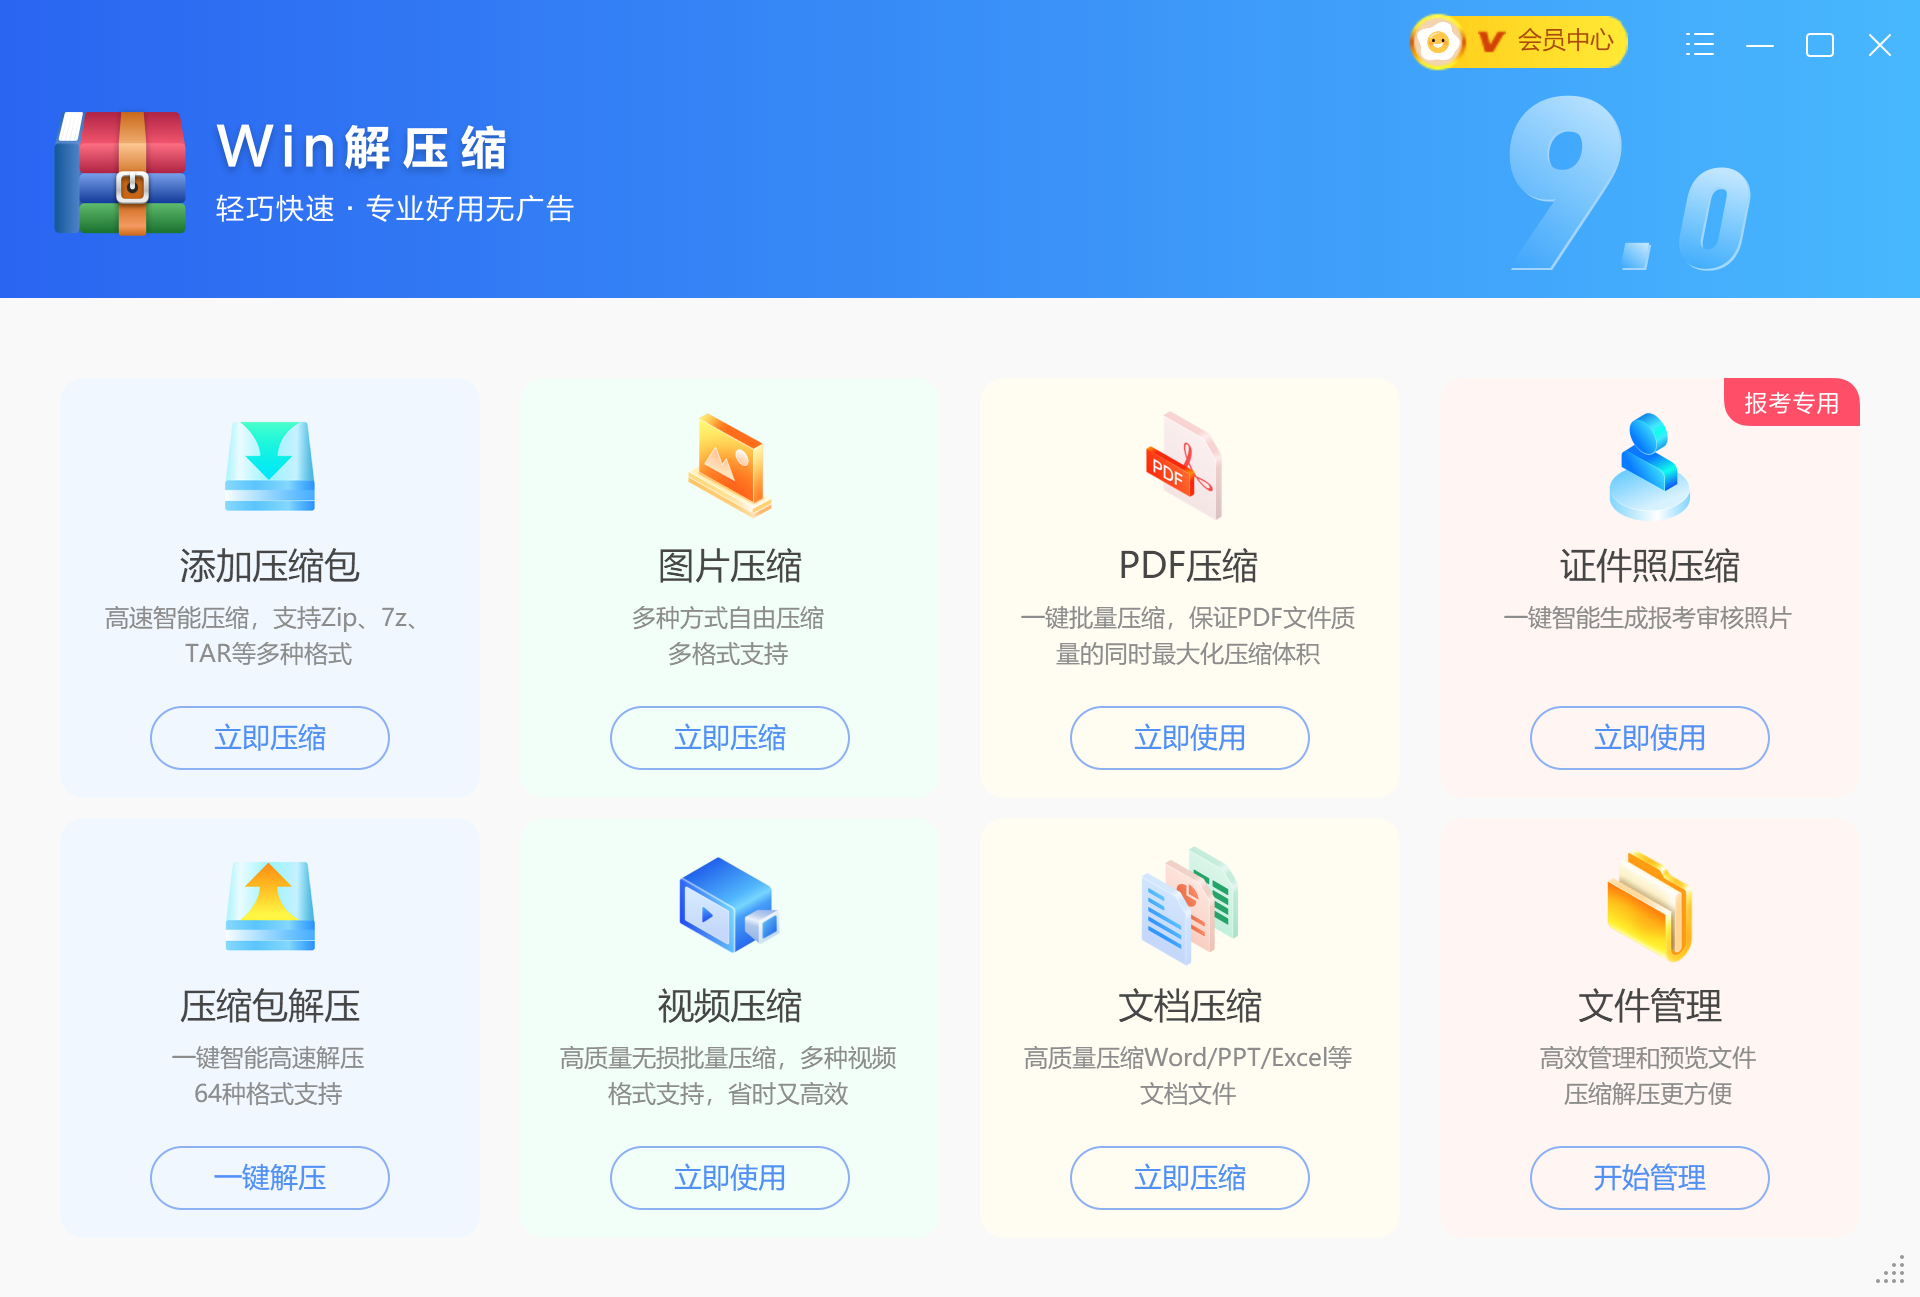 V 会员中心
Win解压缩
轻巧快速 · 专业好用无广告
9.0
添加压缩包
高速智能压缩，支持Zip、7z、
TAR等多种格式
立即压缩
图片压缩
多种方式自由压缩
多格式支持
立即压缩
PDF
PDF压缩
一键批量压缩，保证PDF文件质
量的同时最大化压缩体积
立即使用
报考专用
证件照压缩
一键智能生成报考审核照片
立即使用
压缩包解压
一键智能高速解压
64种格式支持
一键解压
视频压缩
高质量无损批量压缩，多种视频
格式支持，省时又高效
立即使用
文档压缩
高质量压缩Word/PPT/Excel等
文档文件
立即压缩
文件管理
高效管理和预览文件
压缩解压更方便
开始管理